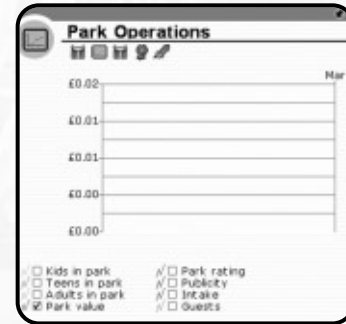 Park Operations
Mar
£0.02
£0.01
£0.01
£0.00
£0.00
Kids in park
Teens in park
Adults in park
Park value
Park rating
Publicity
Intake
Guests